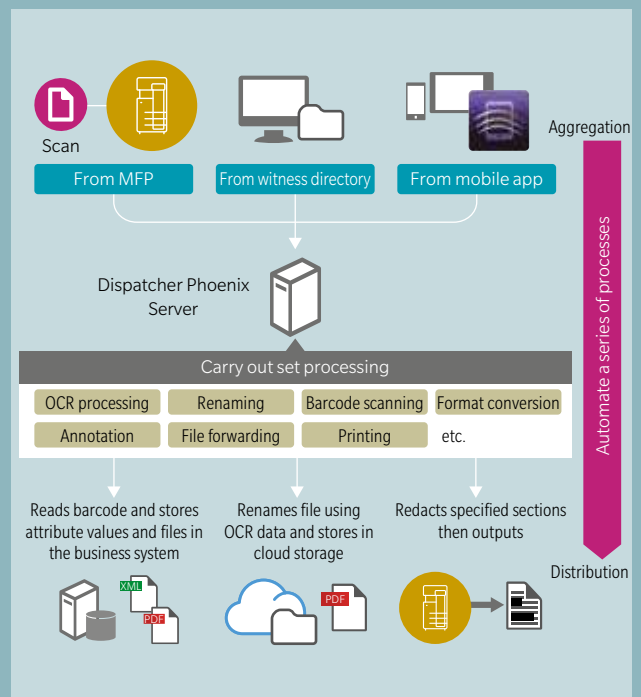 Scan
Aggregation
From MFP
From witness directory
From mobile app
Automate a series of processes
Dispatcher Phoenix
Server
Carry out set processing
OCR processing
Renaming
Barcode scanning
Format conversion
Annotation
File forwarding
Printing
etc.
Reads barcode and stores
attribute values and files in
the business system
Renames file using
OCR data and stores in
cloud storage
Redacts specified sections
then outputs
Distribution
XML
PDF
PDF